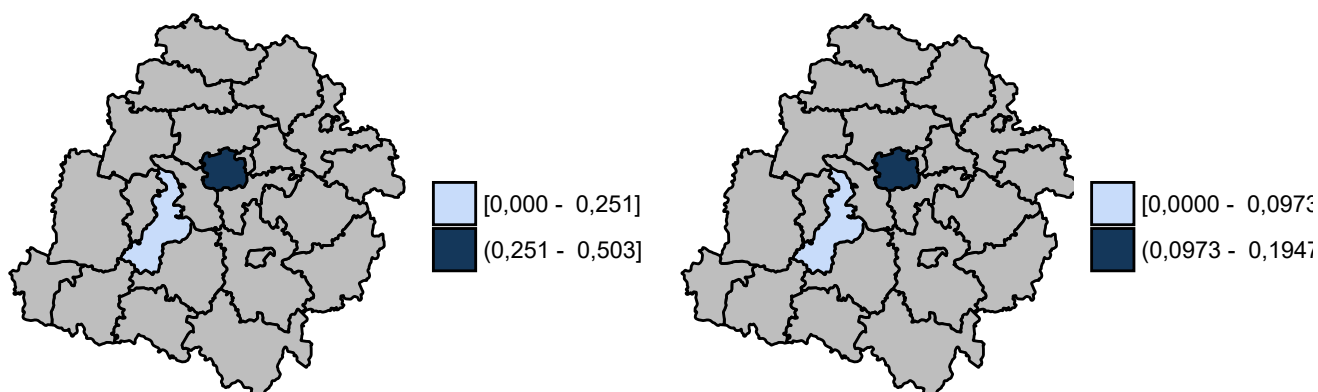 [0,000 - 0,251]
(0,251 - 0,503]
[0,0000 - 0,0973
(0,0973 - 0,1947